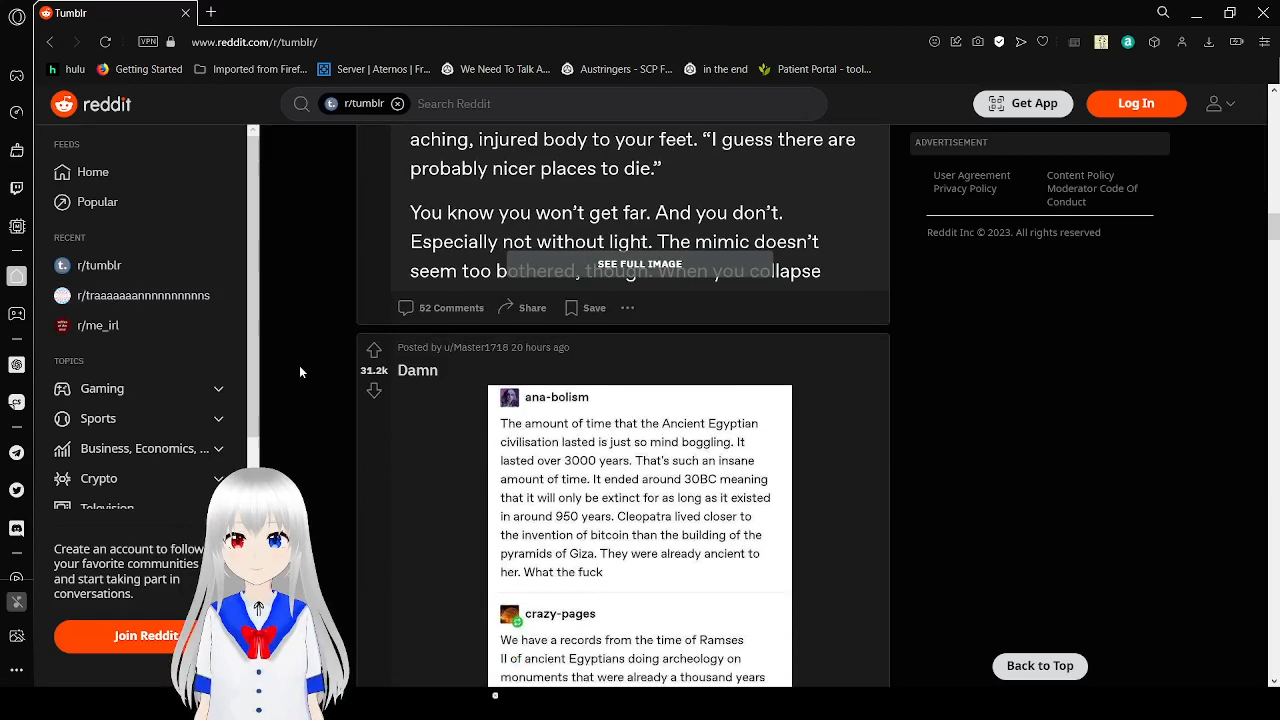 Tumblr
VPN
www.reddit.com/r/tumblr/
hulu
Getting Started
Imported from Firef...
Server | Aternos | Fr...
We Need To Talk A...
Austringers - SCP F...
in the end
Patient Portal - tool...
reddit
r/tumblr
Search Reddit
Get App
Log In
FEEDS
Home
Popular
RECENT
r/tumblr
r/traaaaaaannnnnnnnnns
r/me_irl
TOPICS
Gaming
Sports
Business, Economics, ...
Crypto
Television
Create an account to follow
your favorite communities
and start taking part in
conversations.
Join Reddit
aching, injured body to your feet. “I guess there are
probably nicer places to die.”
You know you won’t get far. And you don’t.
Especially not without light. The mimic doesn’t
seem too bothered, though. When you collapse
SEE FULL IMAGE
52 Comments
Share
Save
Posted by u/Master1718 20 hours ago
31.2k
Damn
ana-bolism
The amount of time that the Ancient Egyptian
civilisation lasted is just so mind boggling. It
lasted over 3000 years. That's such an insane
amount of time. It ended around 30BC meaning
that it will only be extinct for as long as it existed
in around 950 years. Cleopatra lived closer to
the invention of bitcoin than the building of the
pyramids of Giza. They were already ancient to
her. What the fuck
crazy-pages
We have a records from the time of Ramses
II of ancient Egyptians doing archeology on
monuments that were already a thousand years
ADVERTISEMENT
User Agreement
Privacy Policy
Content Policy
Moderator Code Of
Conduct
Reddit Inc © 2023. All rights reserved
Back to Top